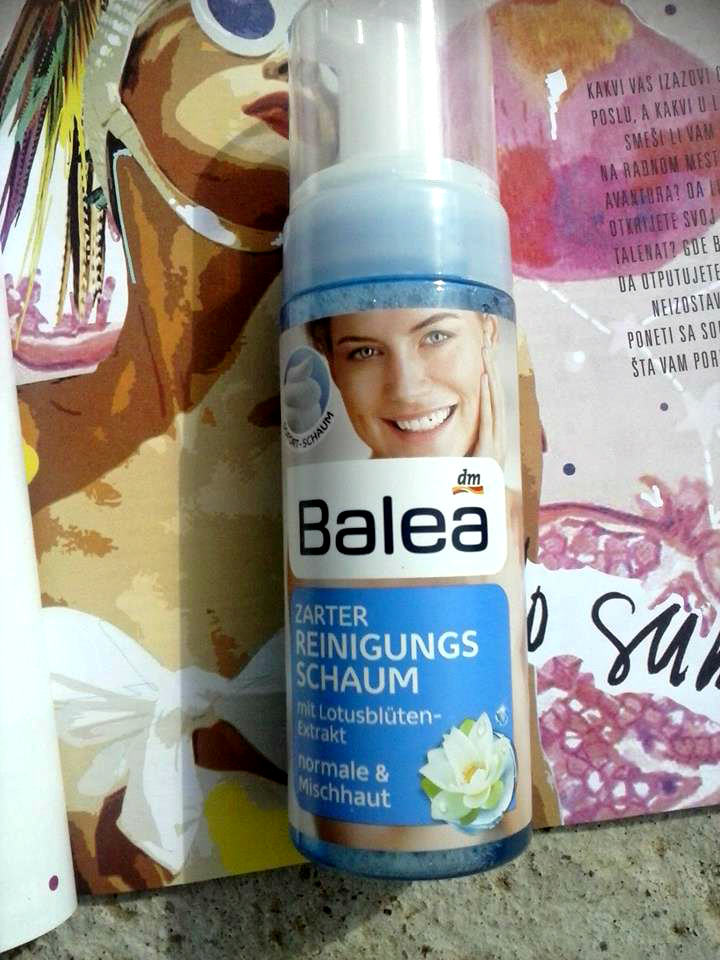 KAKVI VAS IZAZOVI
POSLU, A KAKVI U
SMEŠI LI VAM
NA RADNOM MEST
AVANTURA? DA
OTKRIJETE SVOJ
TALENAT? GDE
DA OTPUTUJETE
NEIZOSTAV
PONETI SA SO
ŠTA VAM POR
SCHAUM
dm
Balea
ZARTER
REINIGUNGS
SCHAUM
mit Lotusblüten-
Extrakt
normale &
Mischhaut